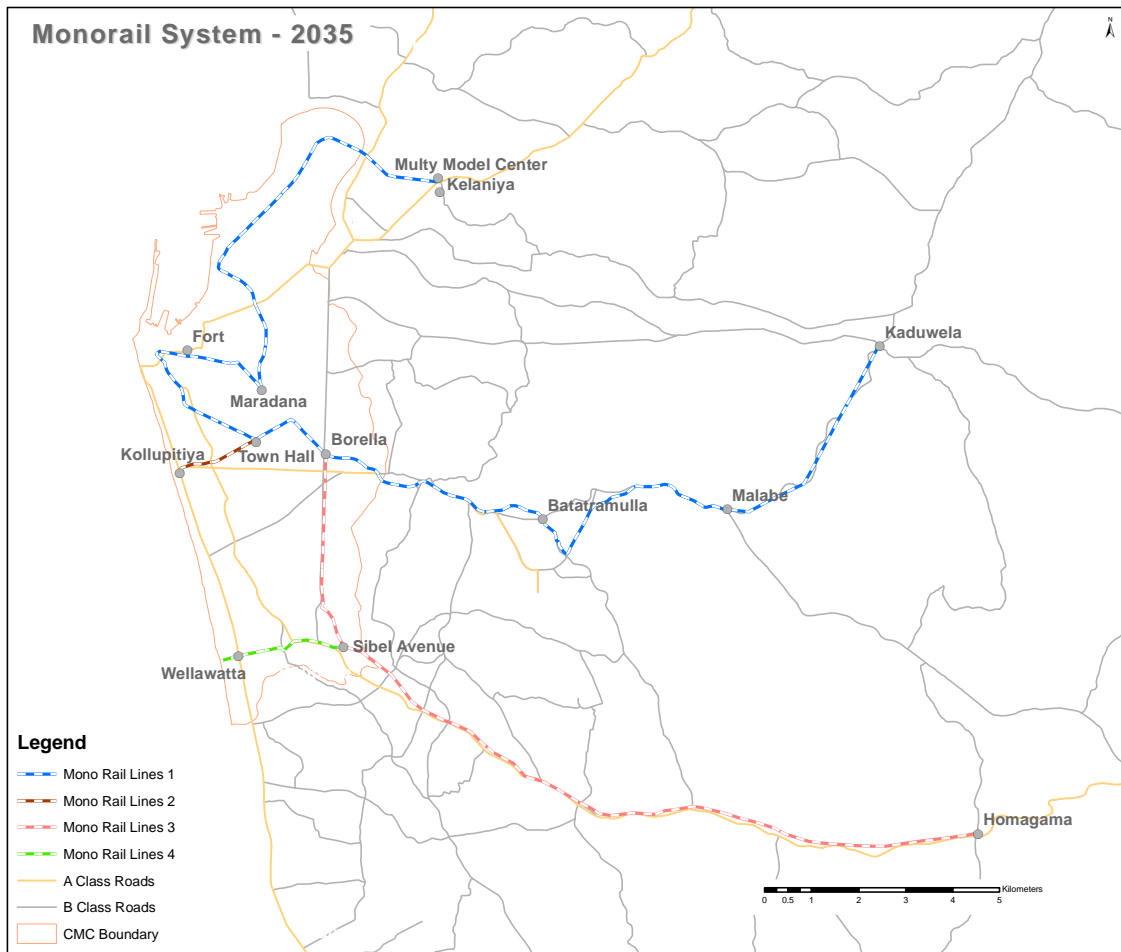 Monorail System - 2035
N
Multy Model Center
Kelaniya
Fort
Kaduwela
Maradana
Borella
Town Hall
Kollupitiya
Malabe
Batatramulla
Sibel Avenue
Wellawatta
Homagama
Legend
Mono Rail Lines 1
Mono Rail Lines 2
Mono Rail Lines 3
Mono Rail Lines 4
A Class Roads
B Class Roads
CMC Boundary
Kilometers
0 0.5 1 2 3 4 5